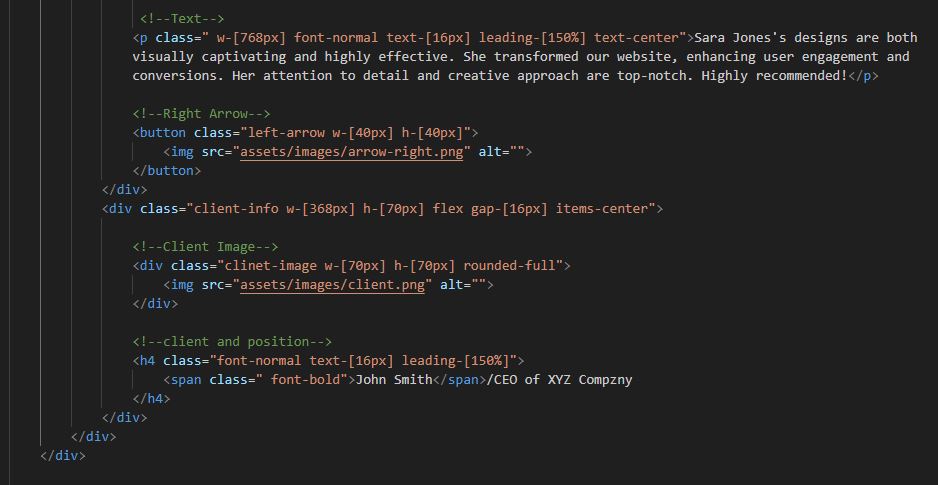 <!--Text-->
<p class=" w-[768px] font-normal text-[16px] leading-[150%] text-center">Sara Jones's designs are both
visually captivating and highly effective. She transformed our website, enhancing user engagement and
conversions. Her attention to detail and creative approach are top-notch. Highly recommended!</p>
<!--Right Arrow-->
<button class="left-arrow w-[40px] h-[40px]">
<img src="assets/images/arrow-right.png" alt="">
</button>
</div>
<div class="client-info w-[368px] h-[70px] flex gap-[16px] items-center">
<!--Client Image-->
<div class="clinet-image w-[70px] h-[70px] rounded-full">
<img src="assets/images/client.png" alt="">
</div>
<!--client and position-->
<h4 class="font-normal text-[16px] leading-[150%]">
<span class=" font-bold">John Smith</span>/CEO of XYZ Compzny
</h4>
</div>
</div>
</div>